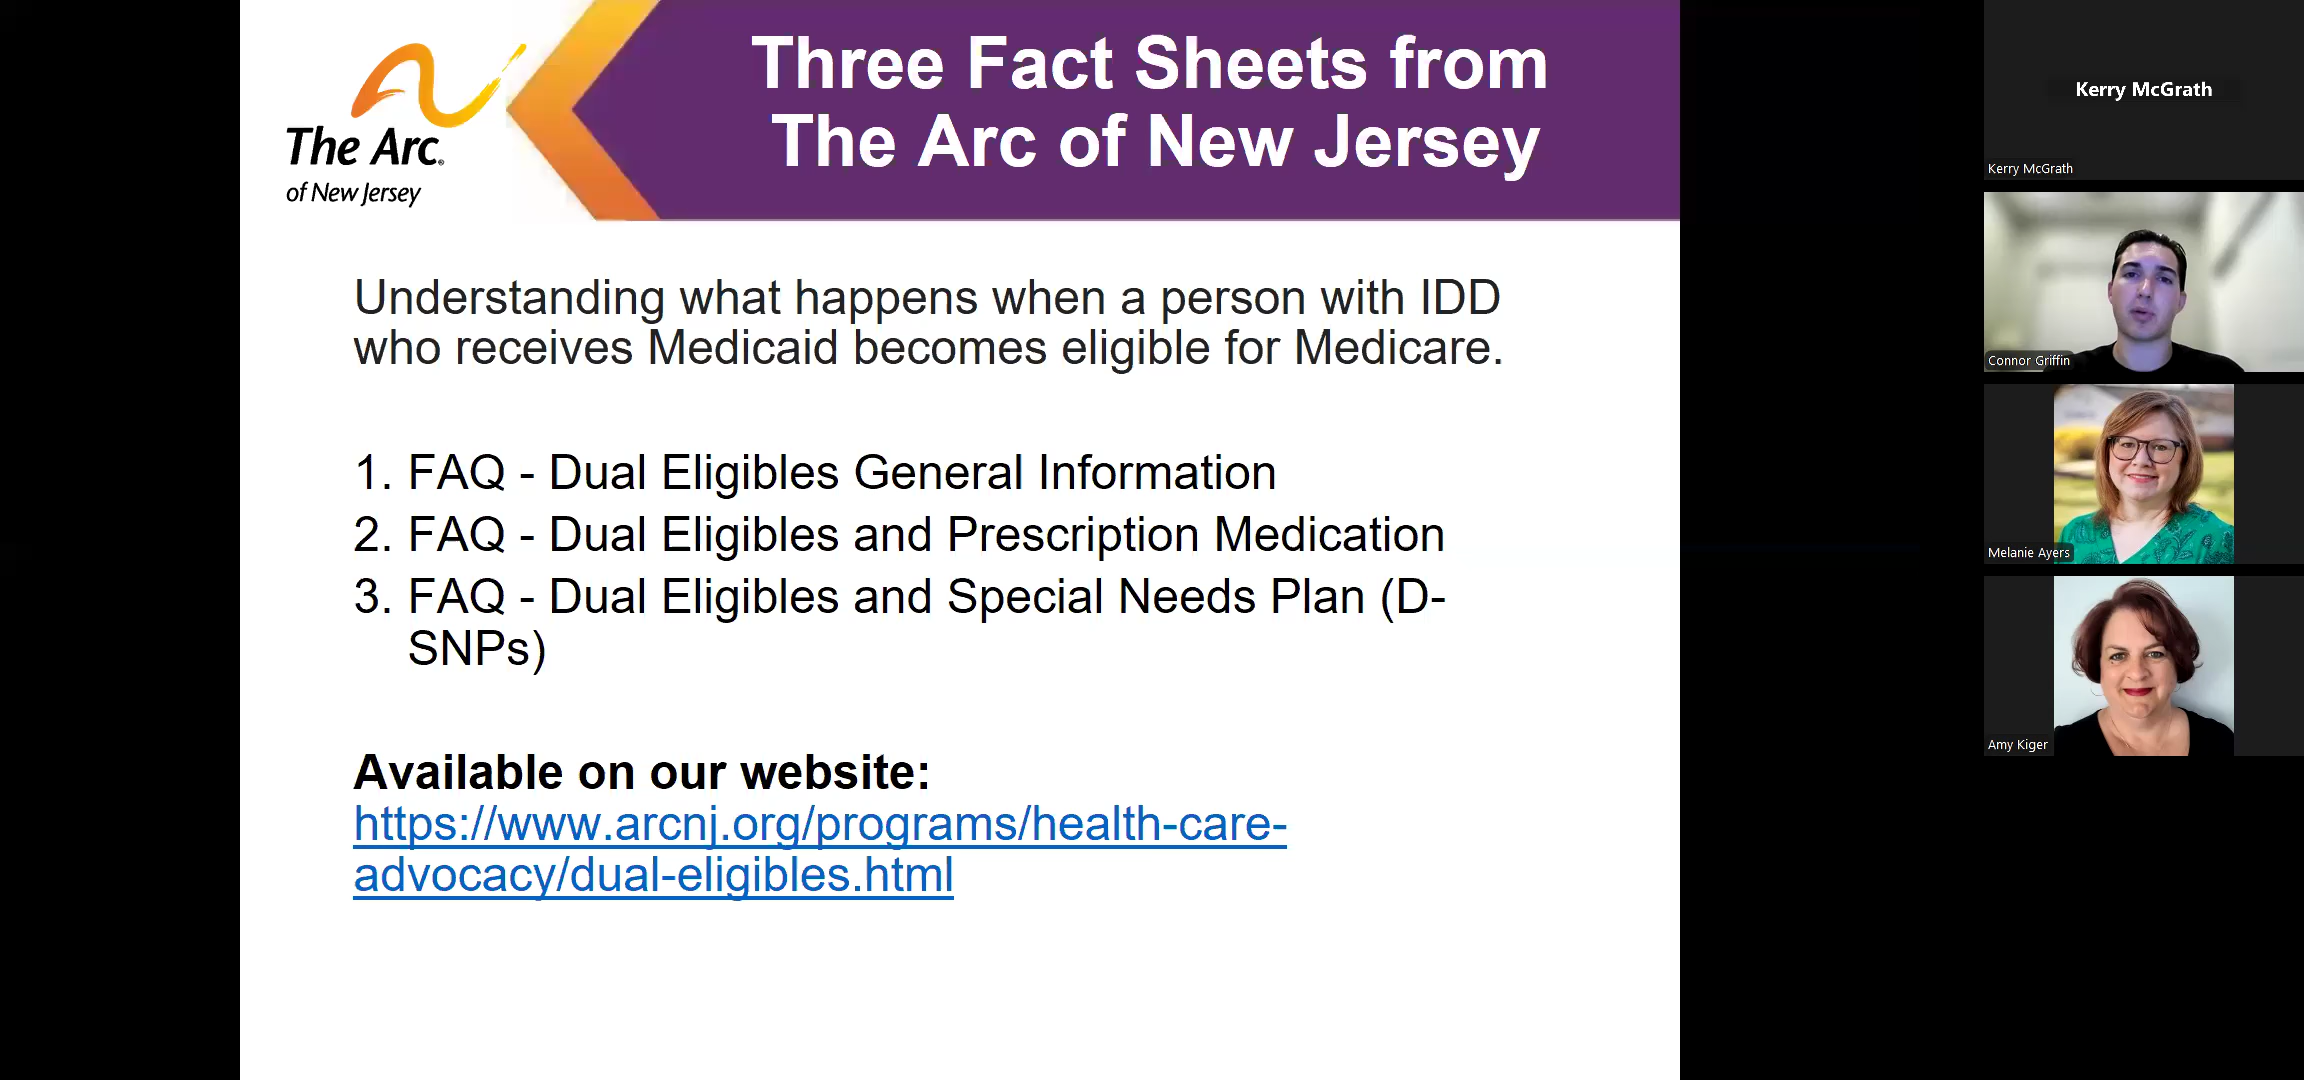 The Arc®
of New Jersey
Three Fact Sheets from
The Arc of New Jersey
Understanding what happens when a person with IDD
who receives Medicaid becomes eligible for Medicare.
1. FAQ - Dual Eligibles General Information
2. FAQ - Dual Eligibles and Prescription Medication
3. FAQ - Dual Eligibles and Special Needs Plan (D-
SNPs)
Available on our website:
https://www.arcnj.org/programs/health-care-
advocacy/dual-eligibles.html
Kerry McGrath
Kerry McGrath
Connor Griffin
Melanie Ayers
Amy Kiger